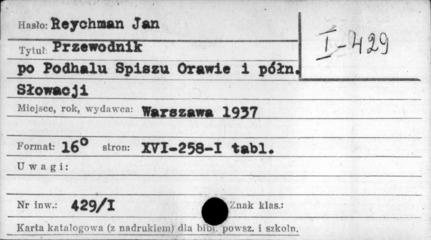 Hasło: Reychman Jan
I-429
Tytuł: Przewodnik
po Podhalu Spiszu Orawie i półn.
Słowacji
Miejsce, rok, wydawca: Warszawa 1937
Format: 16° stron: XVI-258-I tabl.
Uwagi:
Nr inw.: 429/I Znak klas.:
Karta katalogowa (z nadrukiem) dla bibl. powsz. i szkoln.